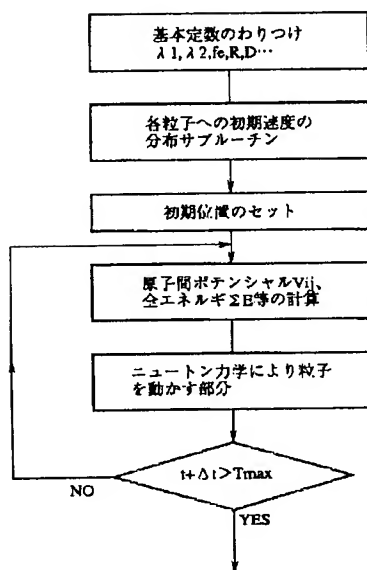 基本定数のわりつけ
λ1,λ2,fe,R,D…
各粒子への初期速度の
分布サブルーチン
初期位置のセット
原子間ポテンシャルVij、
全エネルギΣE等の計算
ニュートン力学により粒子
を動かす部分
t+Δt>Tmax
NO
YES